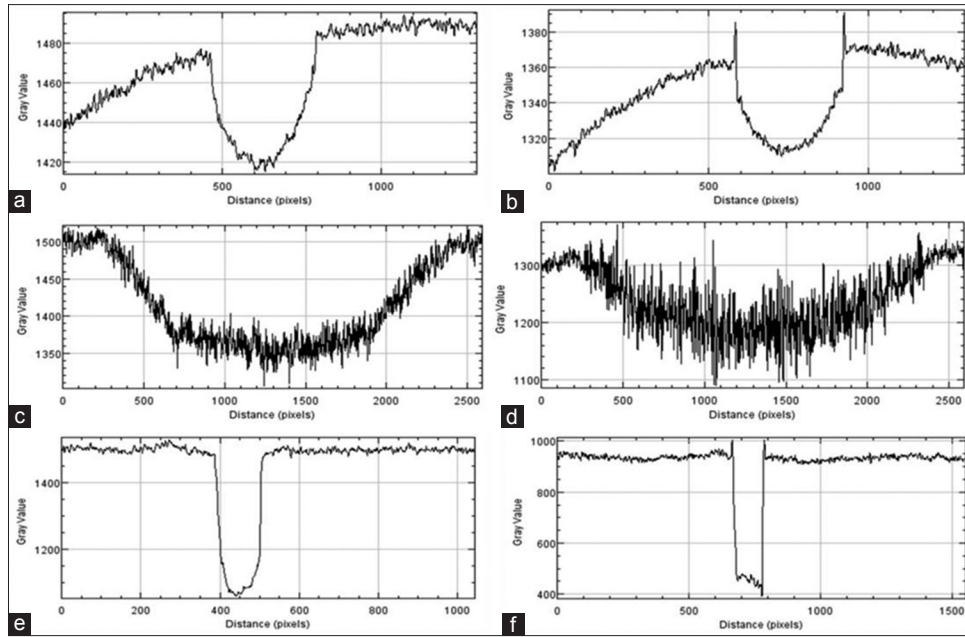 1480
1460
1440
1420
Gray Value
0
500
1000
Distance (pixels)
a
1380
1360
1340
1320
Gray Value
0
500
1000
Distance (pixels)
b
1500
1450
1400
1350
Gray Value
0
500
1000
1500
2000
2500
Distance (pixels)
c
1300
1200
1100
Gray Value
0
500
1000
1500
2000
2500
Distance (pixels)
d
1400
1200
Gray Value
0
200
400
600
800
1000
Distance (pixels)
e
1000
800
600
400
Gray Value
0
500
1000
1500
Distance (pixels)
f